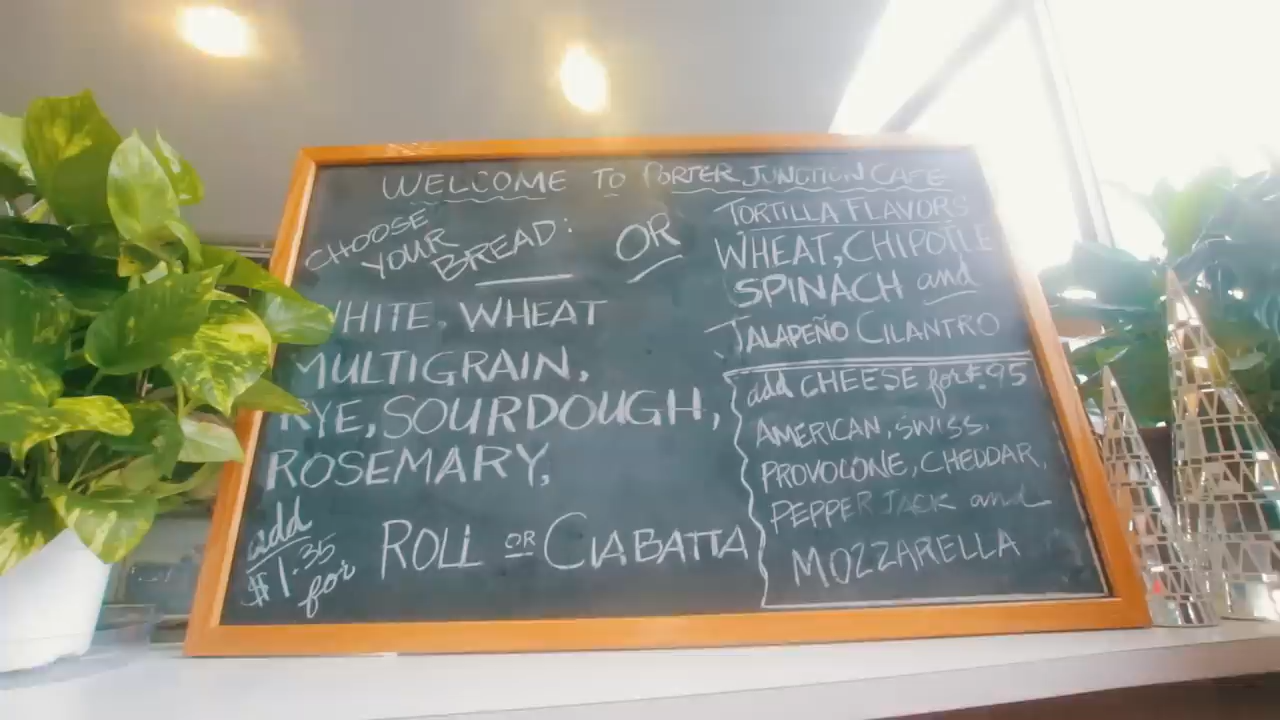 WELCOME TO PORTER JUNCTION CAFE
CHOOSE
YOUR
BREAD:
OR
WHITE, WHEAT
MULTIGRAIN,
RYE, SOURDOUGH,
ROSEMARY,
add
$1.35
for
ROLL OR CIABATTA
TORTILLA FLAVORS
WHEAT, CHIPOTLE
SPINACH and
JALAPEÑO CILANTRO
add CHEESE for $.95
AMERICAN, SWISS,
PROVOLONE, CHEDDAR,
PEPPER JACK and
MOZZARELLA